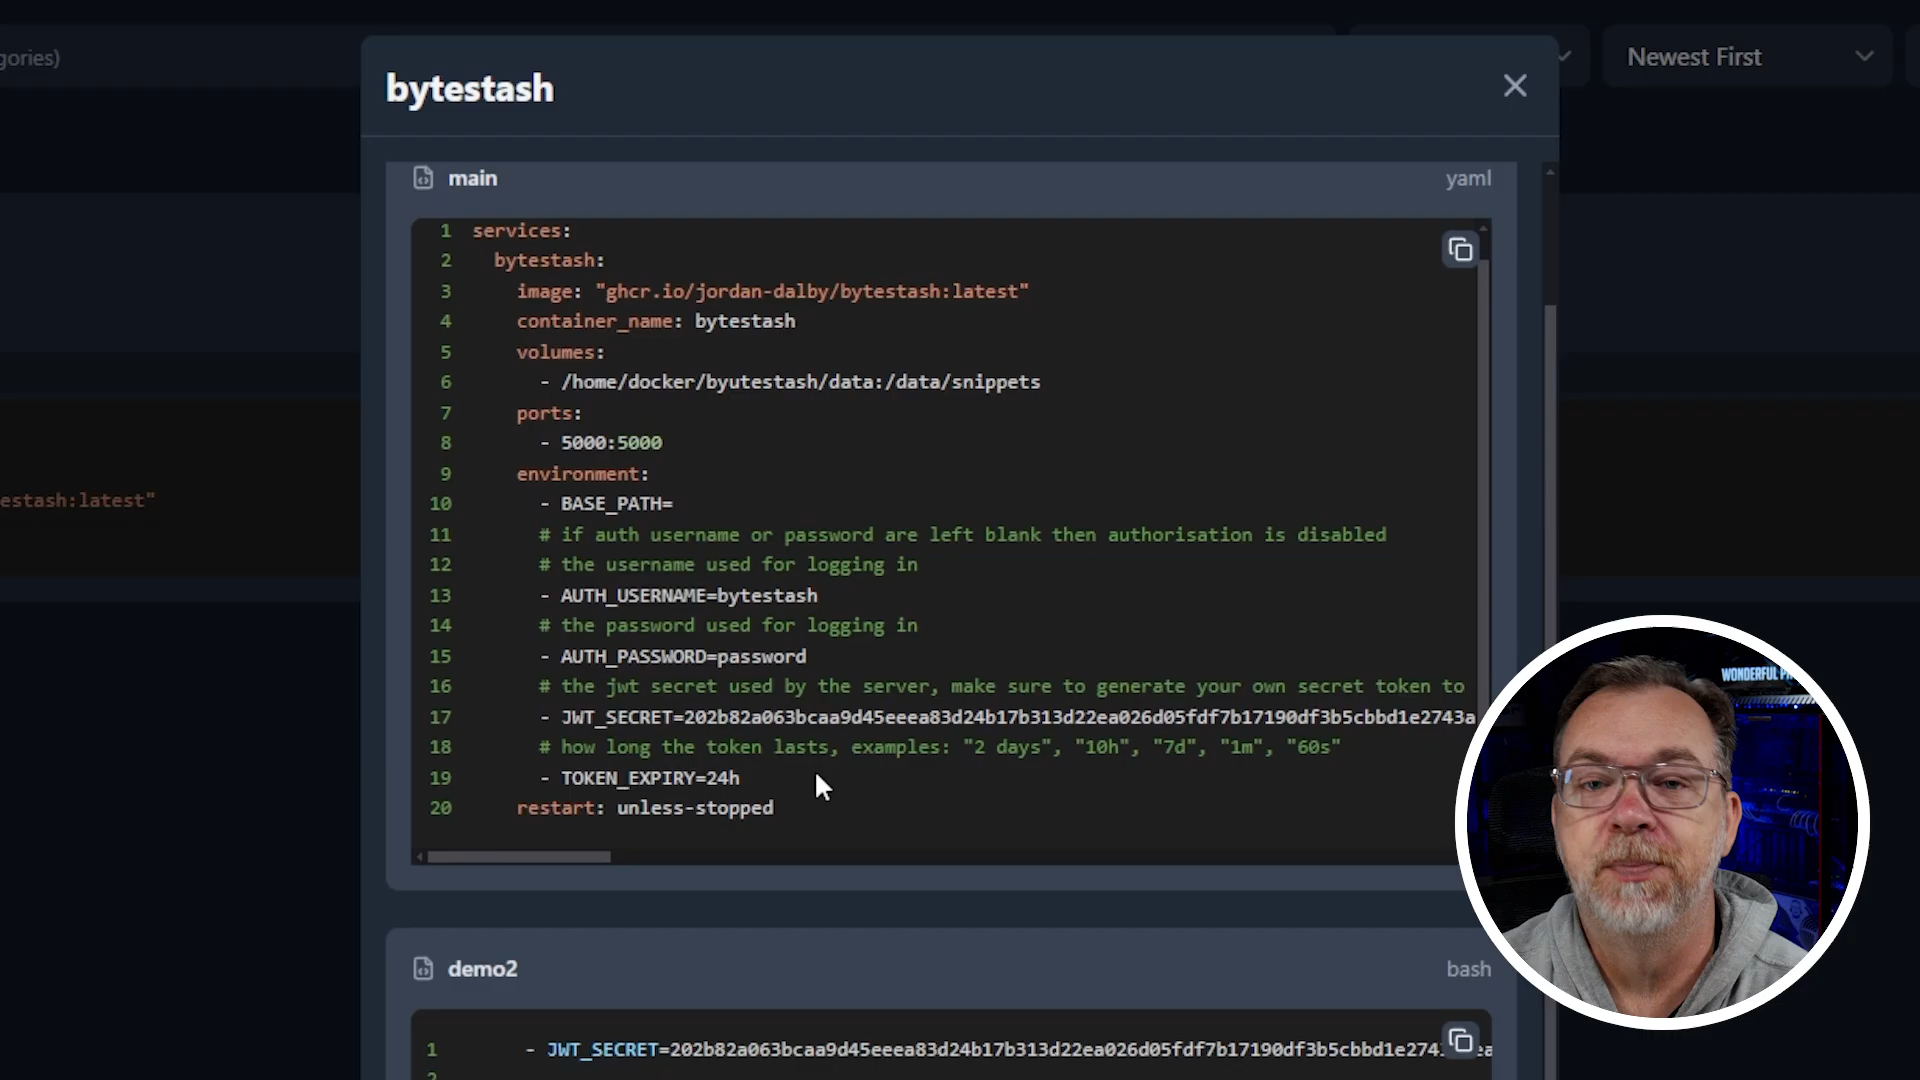 gories)
Newest First
bytestash
main
yaml
1 services:
2 bytestash:
3 image: "ghcr.io/jordan-dalby/bytestash:latest"
4 container_name: bytestash
5 volumes:
6 - /home/docker/byutestash/data:/data/snippets
7 ports:
8 - 5000:5000
9 environment:
10 - BASE_PATH=
11 # if auth username or password are left blank then authorisation is disabled
12 # the username used for logging in
13 - AUTH_USERNAME=bytestash
14 # the password used for logging in
15 - AUTH_PASSWORD=password
16 # the jwt secret used by the server, make sure to generate your own secret token to
17 - JWT_SECRET=202b82a063bcaa9d45eeea83d24b17b313d22ea026d05fdf7b17190df3b5cbbd1e2743a
18 # how long the token lasts, examples: "2 days", "10h", "7d", "1m", "60s"
19 - TOKEN_EXPIRY=24h
20 restart: unless-stopped
estash:latest"
WONDERFUL
demo2
bash
1 - JWT_SECRET=202b82a063bcaa9d45eeea83d24b17b313d22ea026d05fdf7b17190df3b5cbbd1e274
2